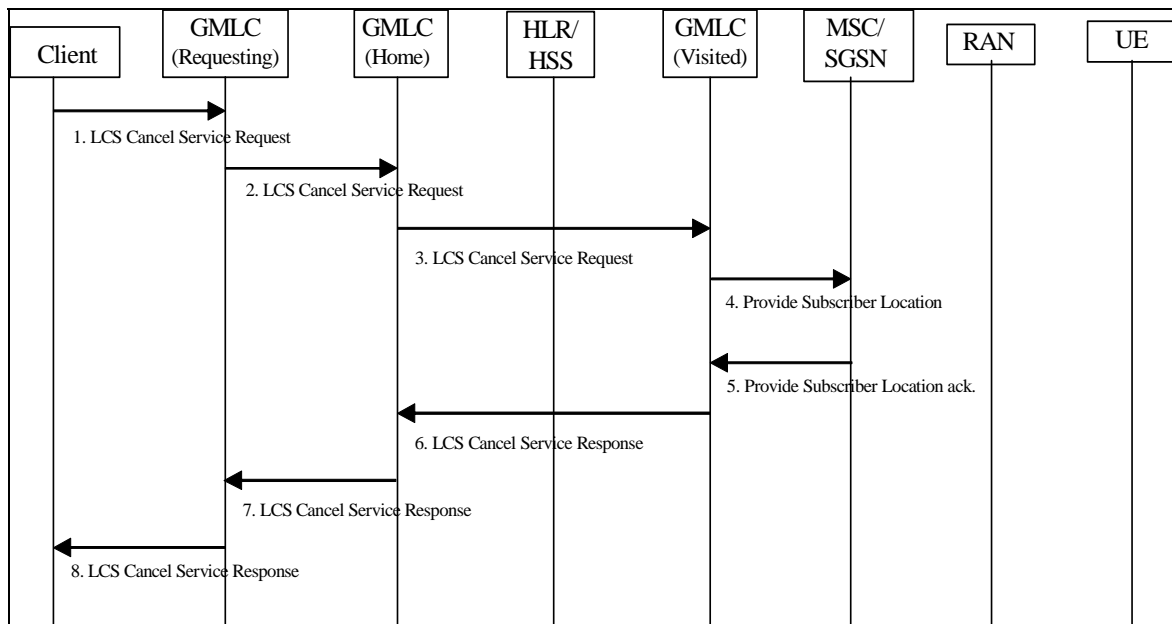 Client
GMLC
(Requesting)
GMLC
(Home)
HLR/
HSS
GMLC
(Visited)
MSC/
SGSN
RAN
UE
1. LCS Cancel Service Request
2. LCS Cancel Service Request
3. LCS Cancel Service Request
4. Provide Subscriber Location
5. Provide Subscriber Location ack.
6. LCS Cancel Service Response
7. LCS Cancel Service Response
8. LCS Cancel Service Response